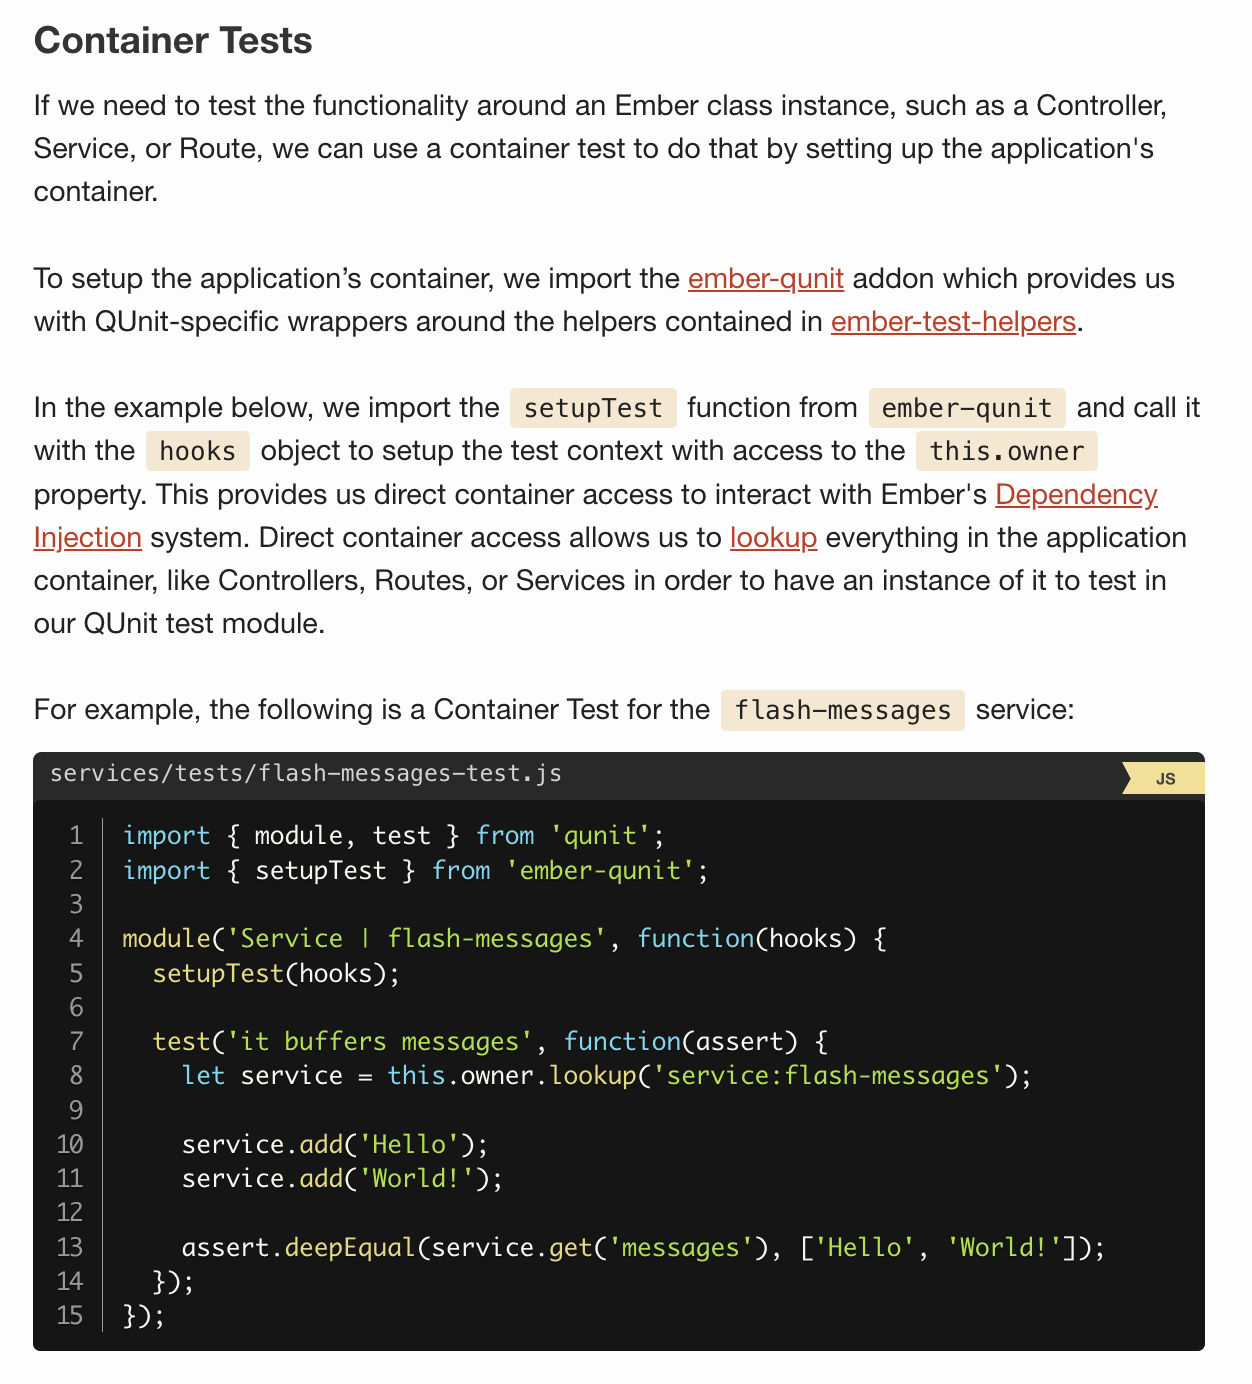 Container Tests
If we need to test the functionality around an Ember class instance, such as a Controller,
Service, or Route, we can use a container test to do that by setting up the application's
container.
To setup the application’s container, we import the ember-qunit addon which provides us
with QUnit-specific wrappers around the helpers contained in ember-test-helpers.
In the example below, we import the setupTest function from ember-qunit and call it
with the hooks object to setup the test context with access to the this.owner
property. This provides us direct container access to interact with Ember's Dependency
Injection system. Direct container access allows us to lookup everything in the application
container, like Controllers, Routes, or Services in order to have an instance of it to test in
our QUnit test module.
For example, the following is a Container Test for the flash-messages service:
services/tests/flash-messages-test.js JS
1 import { module, test } from 'qunit';
2 import { setupTest } from 'ember-qunit';
3
4 module('Service | flash-messages', function(hooks) {
5   setupTest(hooks);
6
7   test('it buffers messages', function(assert) {
8     let service = this.owner.lookup('service:flash-messages');
9
10     service.add('Hello');
11     service.add('World!');
12
13     assert.deepEqual(service.get('messages'), ['Hello', 'World!']);
14   });
15 });